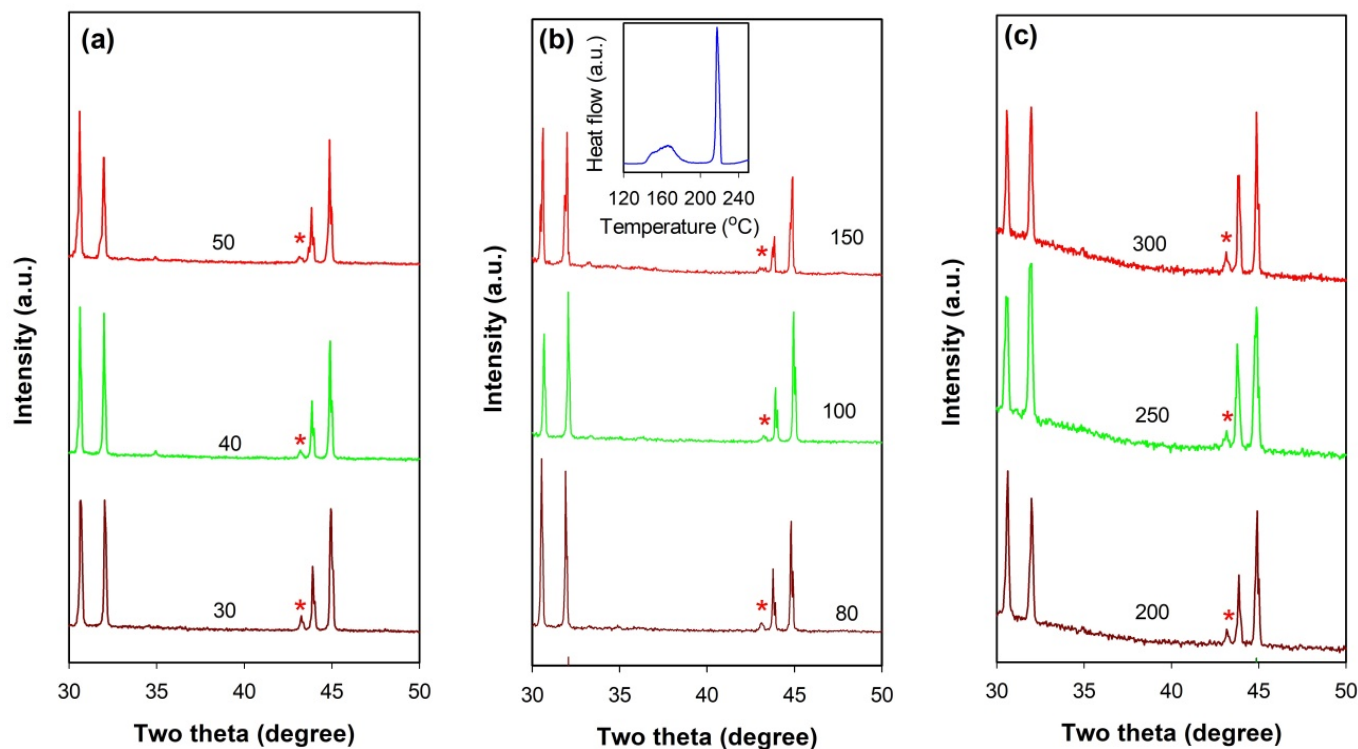 (a)
50
*
40
*
30
*
Intensity (a.u.)
30 35 40 45 50
Two theta (degree)
(b)
Heat flow (a.u.)
120 160 200 240
Temperature (°C)
150
*
100
*
80
*
Intensity (a.u.)
30 35 40 45 50
Two theta (degree)
(c)
300
*
250
*
200
*
Intensity (a.u.)
30 35 40 45 50
Two theta (degree)